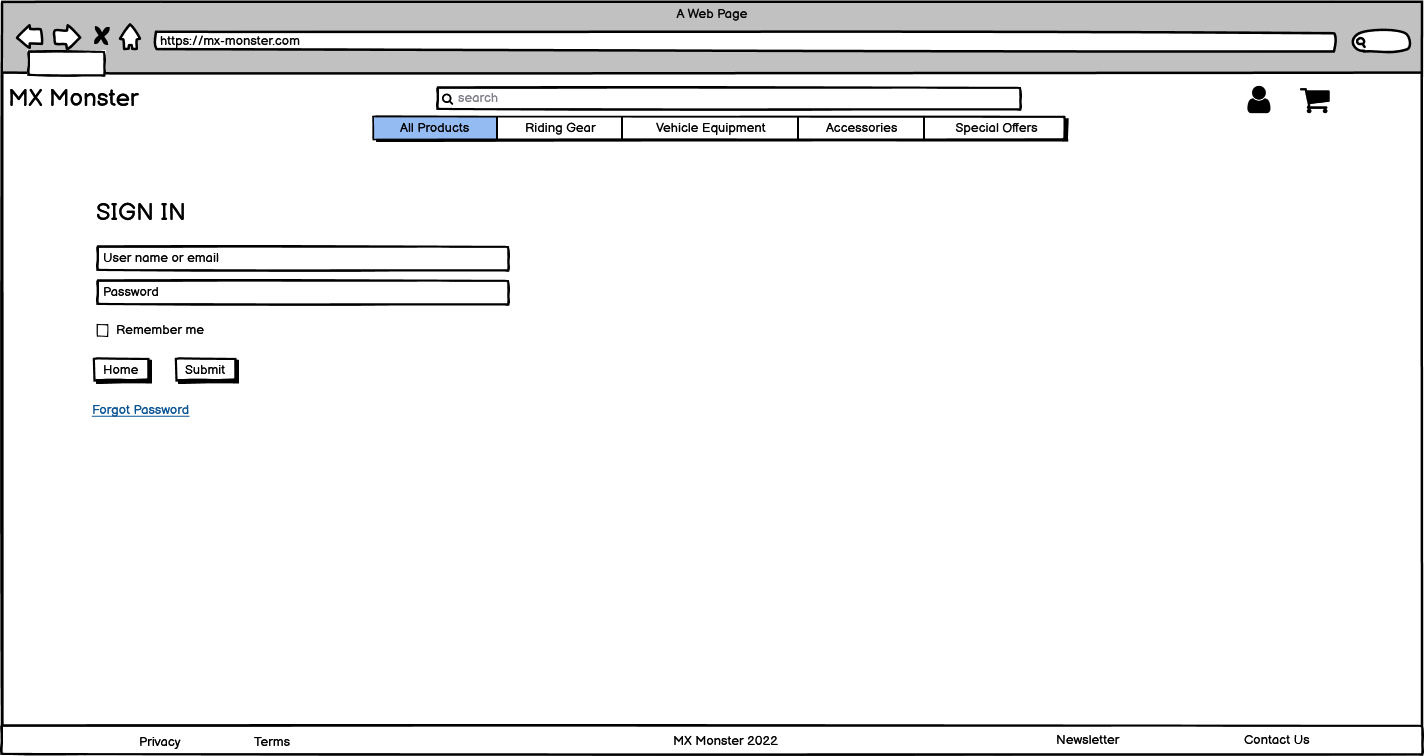 A Web Page
https://mx-monster.com
MX Monster
search
All Products Riding Gear Vehicle Equipment Accessories Special Offers
SIGN IN
User name or email
Password
Remember me
Home Submit
Forgot Password
Privacy Terms MX Monster 2022 Newsletter Contact Us